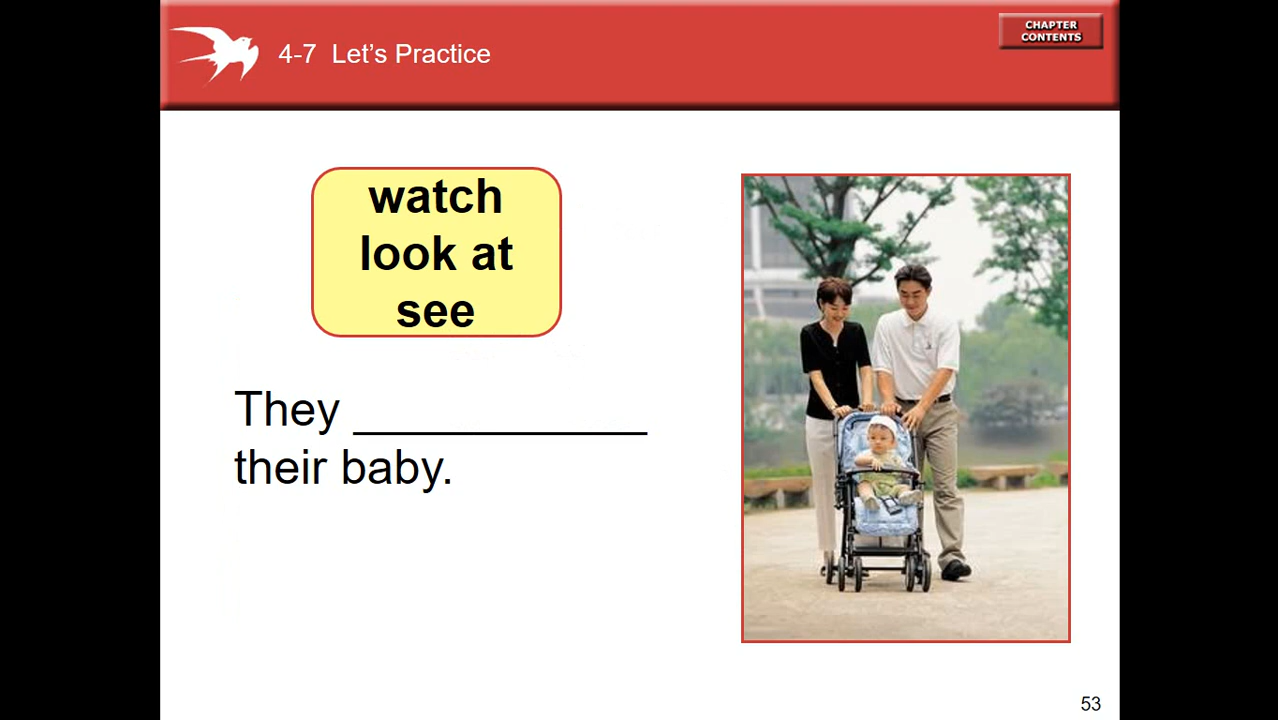 4-7 Let’s Practice
CHAPTER
CONTENTS
watch
look at
see
They ____________
their baby.
53